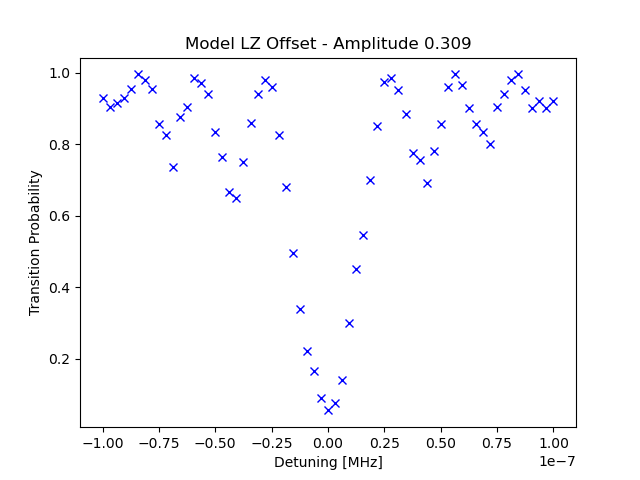 Model LZ Offset - Amplitude 0.309
1.0
0.8
0.6
0.4
0.2
Transition Probability
−1.00 −0.75 −0.50 −0.25 0.00 0.25 0.50 0.75 1.00
1e−7
Detuning [MHz]